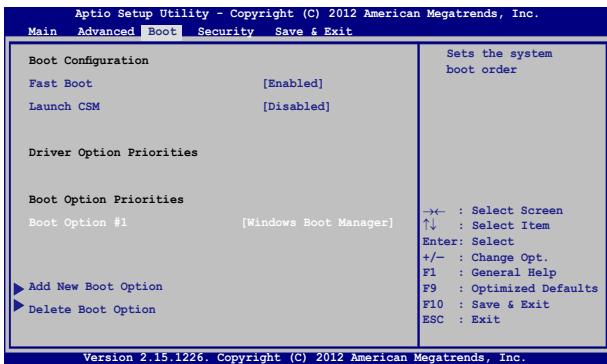 Aptio Setup Utility - Copyright (C) 2012 American Megatrends, Inc.
Main Advanced Boot Security Save & Exit
Boot Configuration
Fast Boot [Enabled]
Launch CSM [Disabled]
Driver Option Priorities
Boot Option Priorities
Boot Option #1 [Windows Boot Manager]
Add New Boot Option
Delete Boot Option
Sets the system
boot order
→← : Select Screen
↑↓ : Select Item
Enter: Select
+/— : Change Opt.
F1 : General Help
F9 : Optimized Defaults
F10 : Save & Exit
ESC : Exit
Version 2.15.1226. Copyright (C) 2012 American Megatrends, Inc.